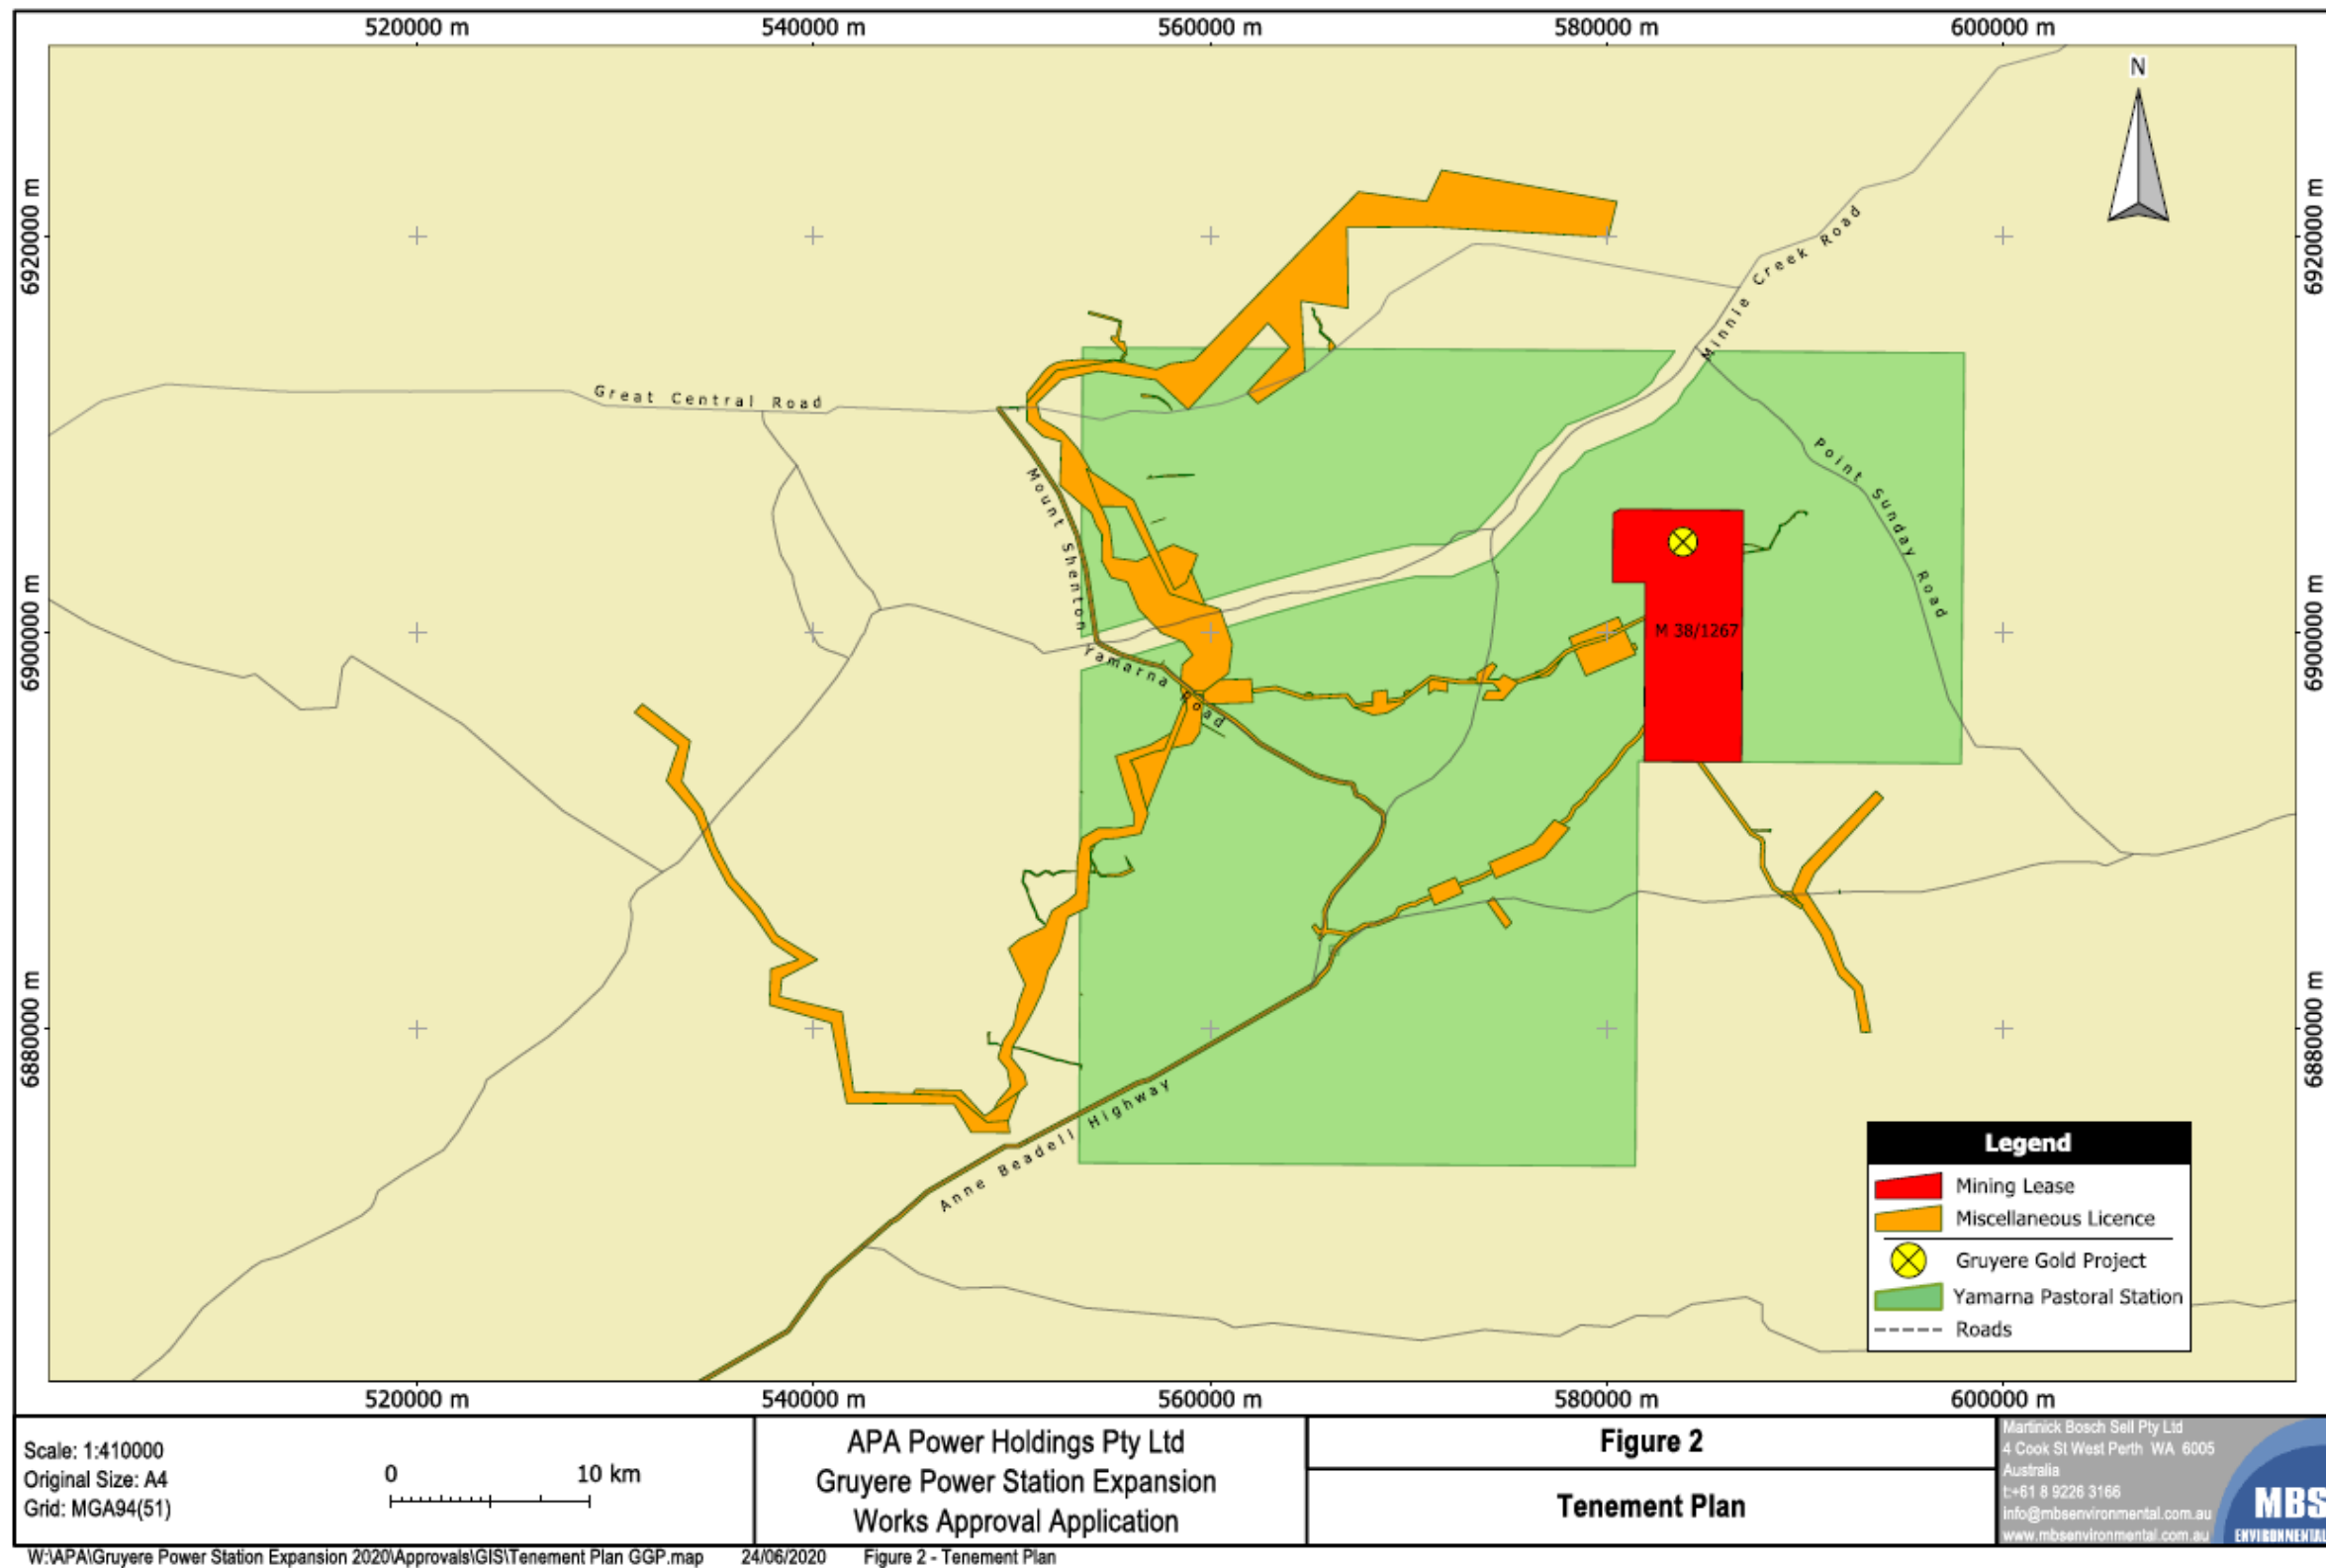 520000 m 540000 m 560000 m 580000 m 600000 m
N
6920000 m
6920000 m
Minnie Creek Road
Great Central Road
Point Sunday Road
Mount Shenton
Yamarna Road
M 38/1267
6900000 m
6900000 m
6880000 m
6880000 m
Anne Beadell Highway
Legend
Mining Lease
Miscellaneous Licence
Gruyere Gold Project
Yamarna Pastoral Station
Roads
520000 m 540000 m 560000 m 580000 m 600000 m
Scale: 1:410000
Original Size: A4
Grid: MGA94(51)
0 10 km
APA Power Holdings Pty Ltd
Gruyere Power Station Expansion
Works Approval Application
Figure 2
Tenement Plan
Martinick Bosch Sell Pty Ltd
4 Cook St West Perth WA 6005
Australia
t:+61 8 9226 3166
info@mbsenvironmental.com.au
www.mbsenvironmental.com.au
MBS
ENVIRONMENTAL
W:\APA\Gruyere Power Station Expansion 2020\Approvals\GIS\Tenement Plan GGP.map 24/06/2020 Figure 2 - Tenement Plan